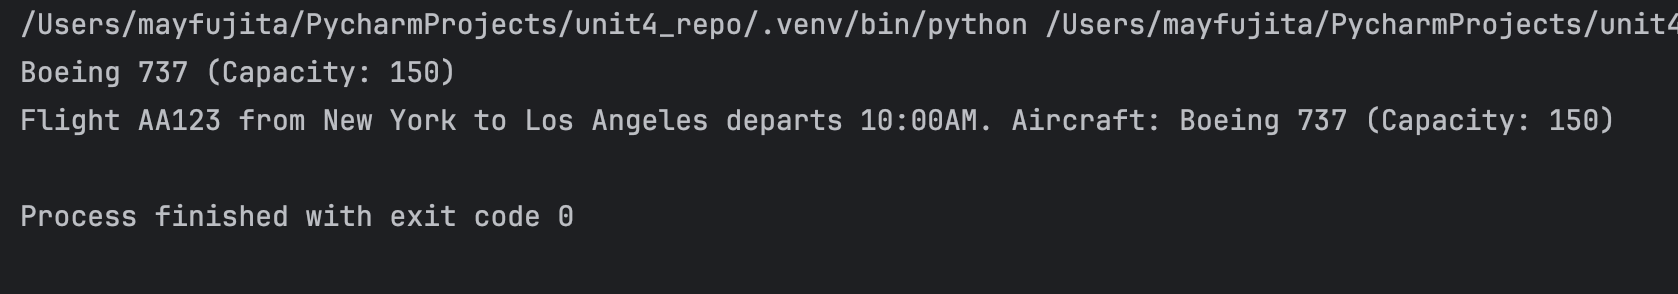 /Users/mayfujita/PycharmProjects/unit4_repo/.venv/bin/python /Users/mayfujita/PycharmProjects/unit4
Boeing 737 (Capacity: 150)
Flight AA123 from New York to Los Angeles departs 10:00AM. Aircraft: Boeing 737 (Capacity: 150)
Process finished with exit code 0